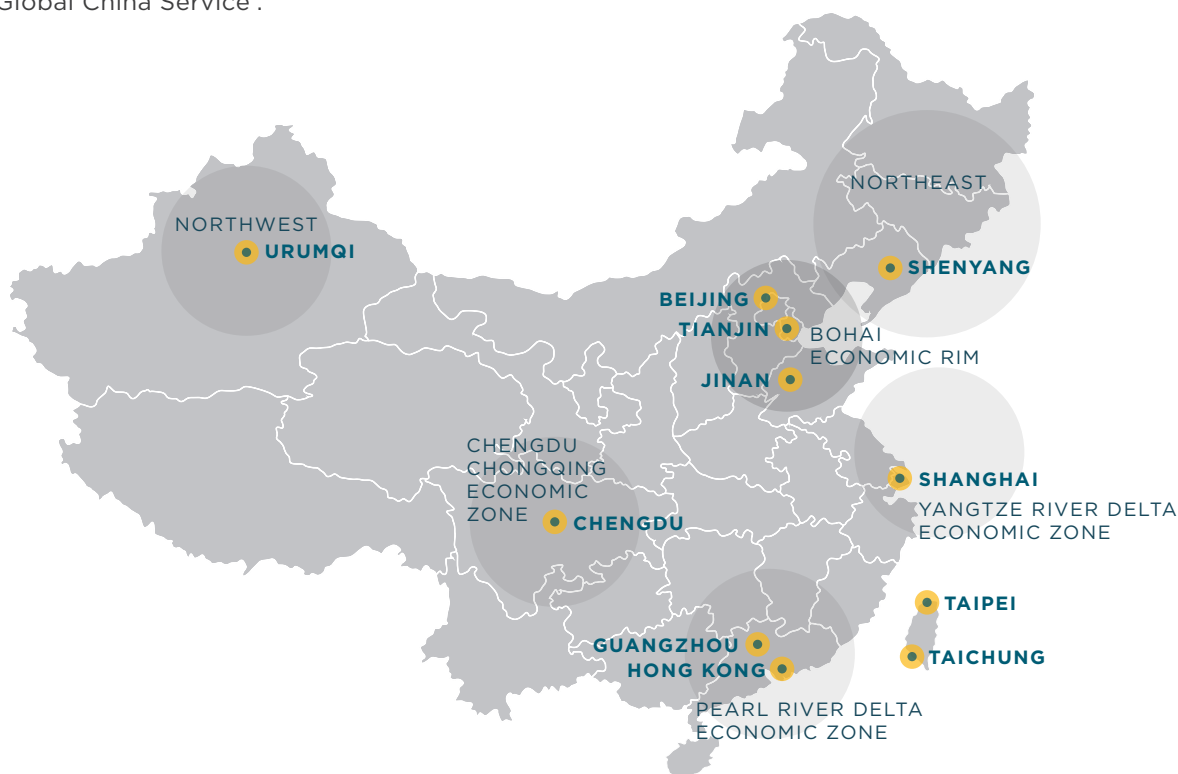 Global China Service'.
NORTHEAST
NORTHWEST
URUMQI
SHENYANG
BEIJING
TIANJIN
BOHAI
ECONOMIC RIM
JINAN
CHENGDU
CHONGQING
ECONOMIC
ZONE
CHENGDU
SHANGHAI
YANGTZE RIVER DELTA
ECONOMIC ZONE
TAIPEI
GUANGZHOU
HONG KONG
TAICHUNG
PEARL RIVER DELTA
ECONOMIC ZONE